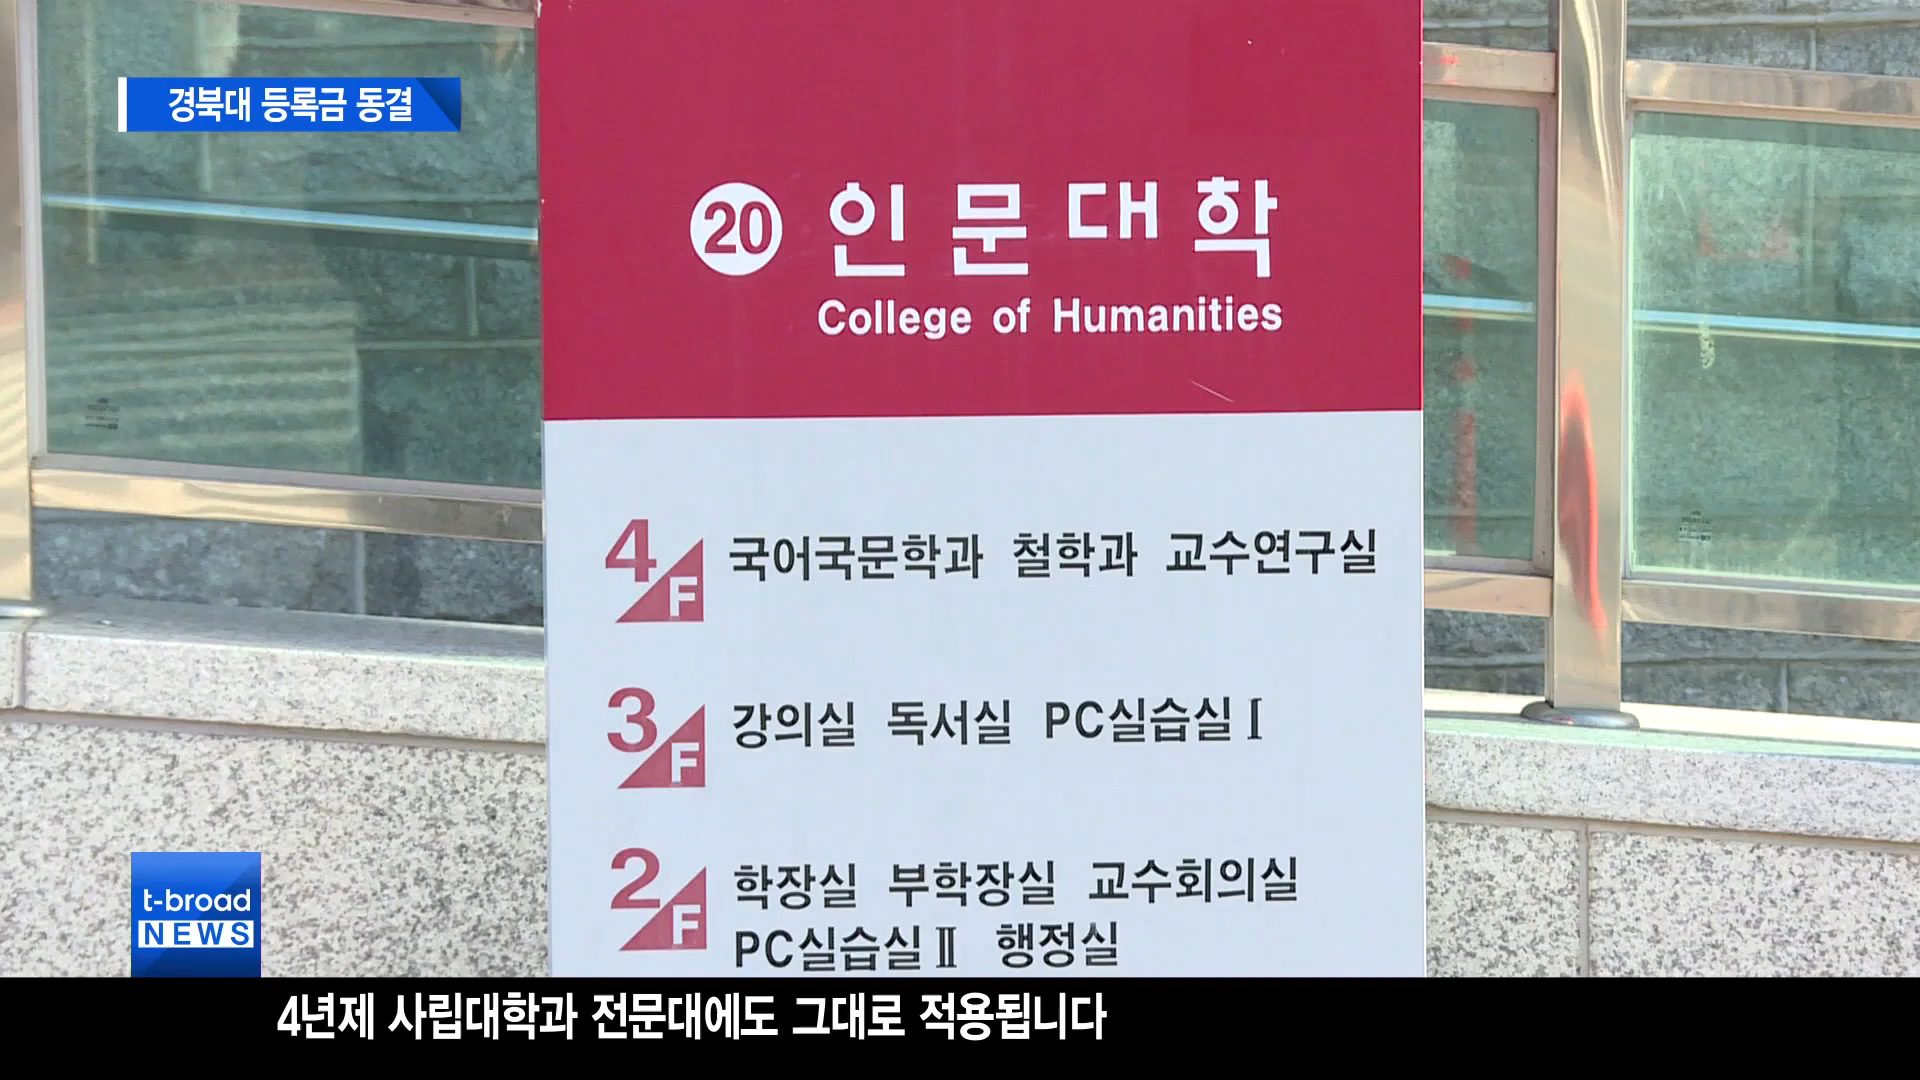 경북대 등록금 동결
20 인문대학
College of Humanities
4F 국어국문학과 철학과 교수연구실
3F 강의실 독서실 PC실습실Ⅰ
2F 학장실 부학장실 교수회의실
PC실습실Ⅱ 행정실
t-broad
NEWS
4년제 사립대학과 전문대에도 그대로 적용됩니다